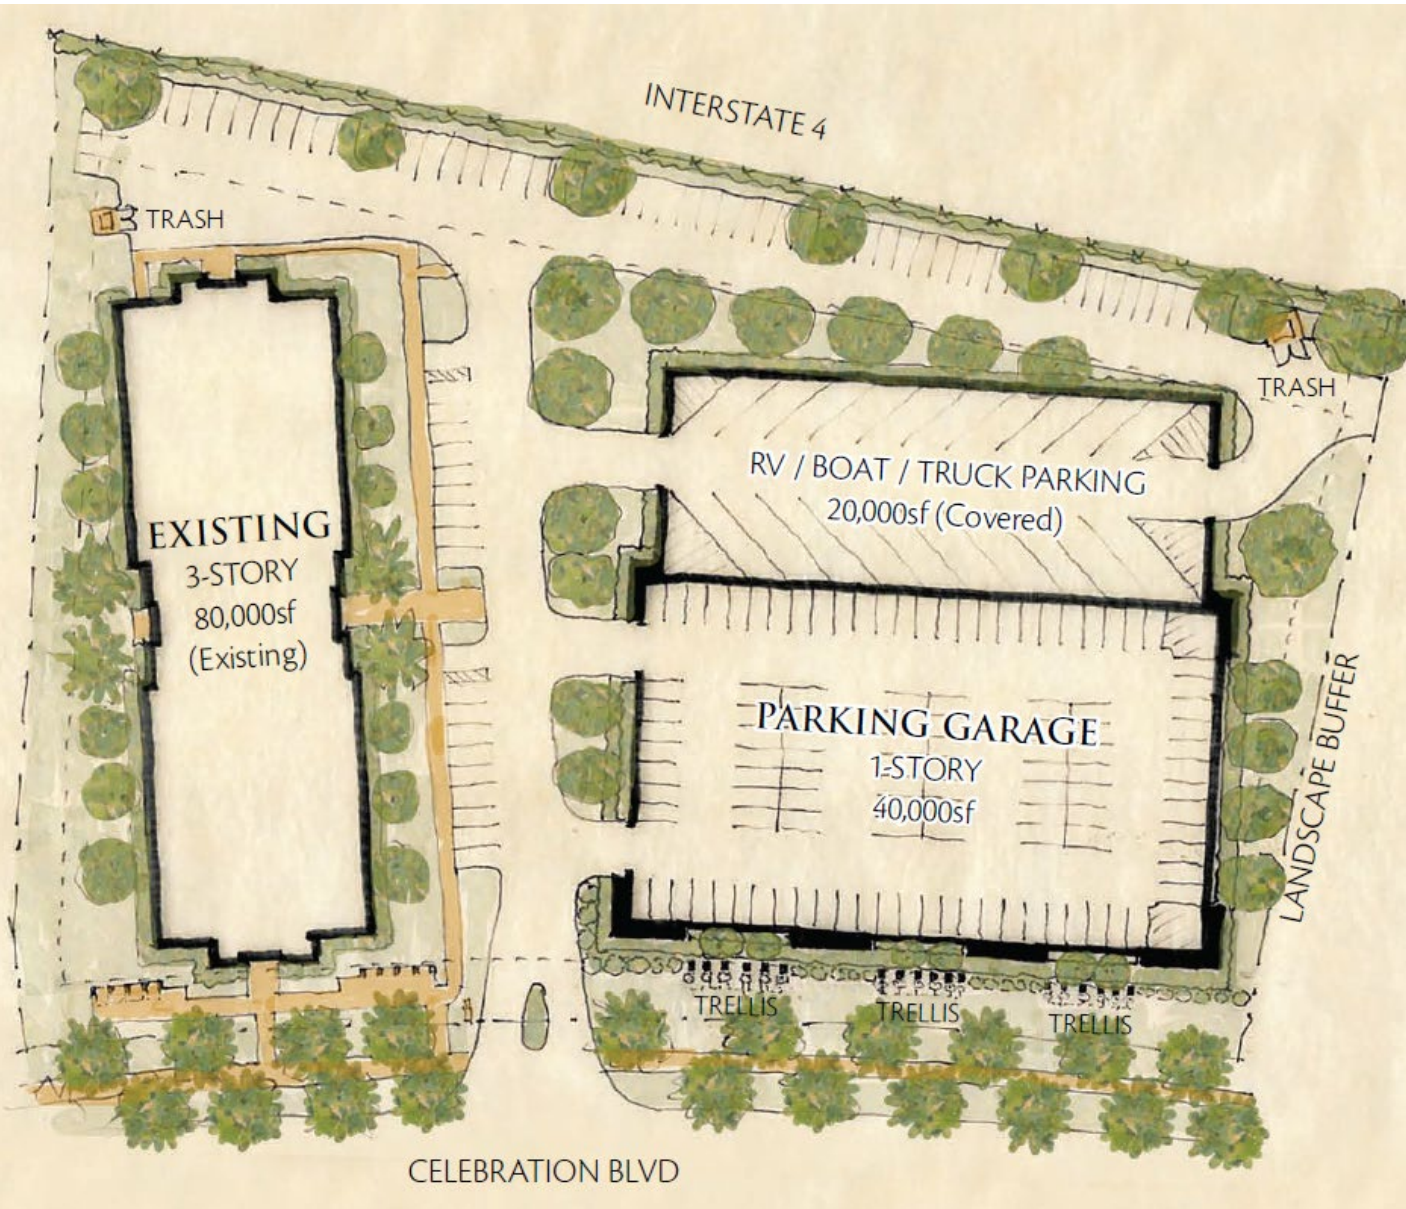 INTERSTATE 4
TRASH
TRASH
RV / BOAT / TRUCK PARKING
20,000sf (Covered)
EXISTING
3-STORY
80,000sf
(Existing)
PARKING GARAGE
1-STORY
40,000sf
LANDSCAPE BUFFER
TRELLIS
TRELLIS
TRELLIS
CELEBRATION BLVD